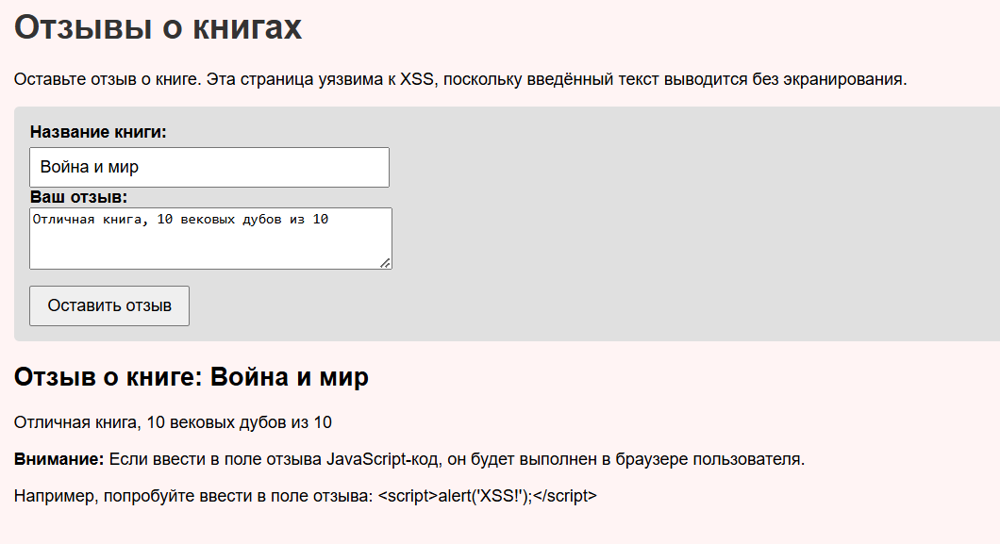 Отзывы о книгах
Оставьте отзыв о книге. Эта страница уязвима к XSS, поскольку введённый текст выводится без экранирования.
Название книги:
Война и мир
Ваш отзыв:
Отличная книга, 10 вековых дубов из 10
Оставить отзыв
Отзыв о книге: Война и мир
Отличная книга, 10 вековых дубов из 10
Внимание: Если ввести в поле отзыва JavaScript-код, он будет выполнен в браузере пользователя.
Например, попробуйте ввести в поле отзыва: <script>alert('XSS!');</script>